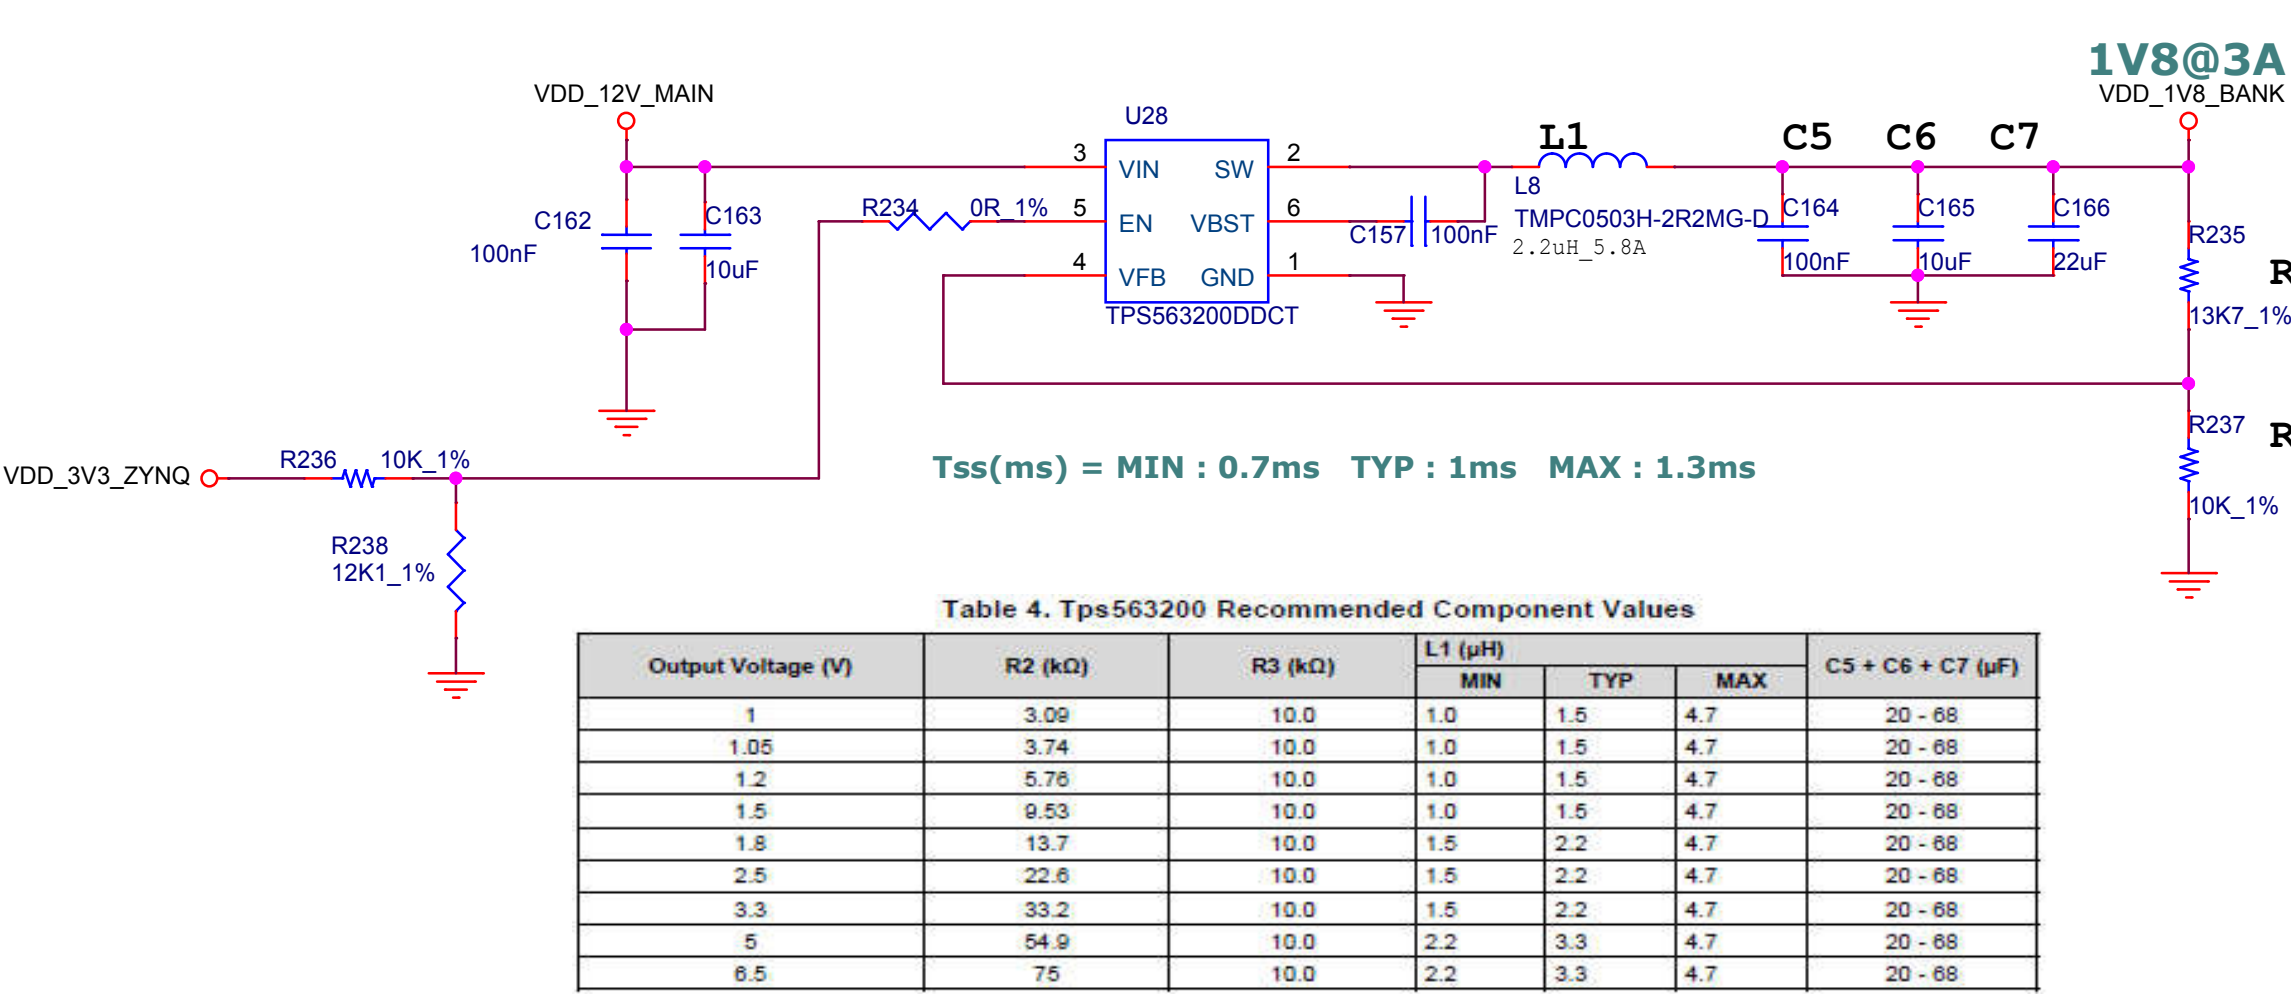 1V8@3A
VDD_12V_MAIN
VDD_1V8_BANK
U28
L1
C5
C6
C7
3
VIN
SW
2
C162
100nF
C163
10uF
R234
0R_1%
5
EN
VBST
6
C157
100nF
L8
TMPC0503H-2R2MG-D
2.2uH_5.8A
C164
100nF
C165
10uF
C166
22uF
R235
R
13K7_1%
4
VFB
GND
1
TPS563200DDCT
R237
R
10K_1%
VDD_3V3_ZYNQ
R236
10K_1%
Tss(ms) = MIN : 0.7ms TYP : 1ms MAX : 1.3ms
R238
12K1_1%
Table 4. Tps563200 Recommended Component Values
Output Voltage (V) R2 (kΩ) R3 (kΩ) L1 (µH) C5 + C6 + C7 (µF)
MIN TYP MAX
1 3.09 10.0 1.0 1.5 4.7 20 - 68
1.05 3.74 10.0 1.0 1.5 4.7 20 - 68
1.2 5.76 10.0 1.0 1.5 4.7 20 - 68
1.5 9.53 10.0 1.0 1.5 4.7 20 - 68
1.8 13.7 10.0 1.5 2.2 4.7 20 - 68
2.5 22.6 10.0 1.5 2.2 4.7 20 - 68
3.3 33.2 10.0 1.5 2.2 4.7 20 - 68
5 54.9 10.0 2.2 3.3 4.7 20 - 68
6.5 75 10.0 2.2 3.3 4.7 20 - 68